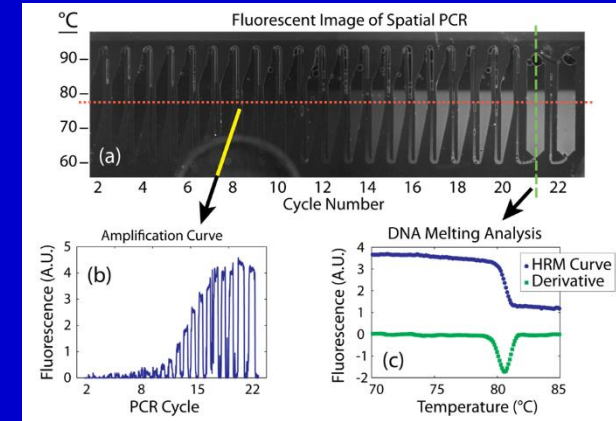 Fluorescent Image of Spatial PCR
°C
90
80
70
60
(a)
2 4 6 8 10 12 14 16 18 20 22
Cycle Number
Amplification Curve
(b)
Fluorescence (A.U.)
5
4
3
2
1
0
2 8 15 22
PCR Cycle
DNA Melting Analysis
HRM Curve
Derivative
(c)
Fluorescence (A.U.)
4
3
2
1
0
-1
-2
70 75 80 85
Temperature (°C)